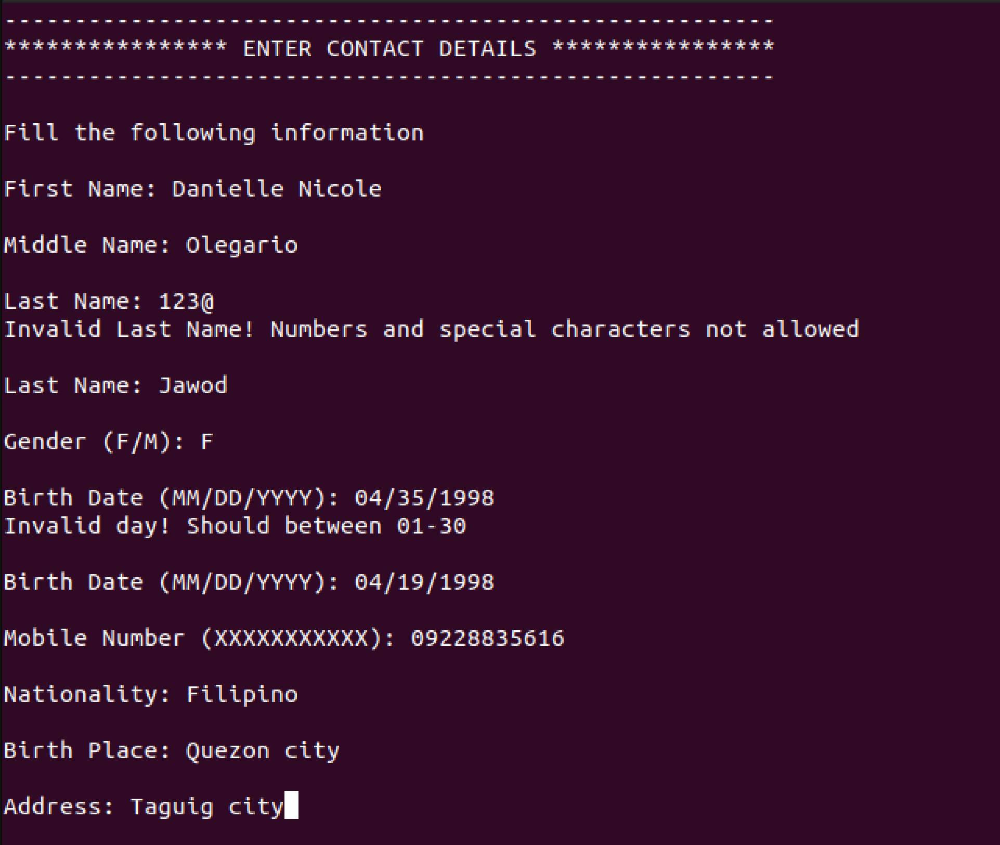 -------------------------------------------------------
**************** ENTER CONTACT DETAILS ****************
-------------------------------------------------------
Fill the following information
First Name: Danielle Nicole
Middle Name: Olegario
Last Name: 123@
Invalid Last Name! Numbers and special characters not allowed
Last Name: Jawod
Gender (F/M): F
Birth Date (MM/DD/YYYY): 04/35/1998
Invalid day! Should between 01-30
Birth Date (MM/DD/YYYY): 04/19/1998
Mobile Number (XXXXXXXXXXX): 09228835616
Nationality: Filipino
Birth Place: Quezon city
Address: Taguig city